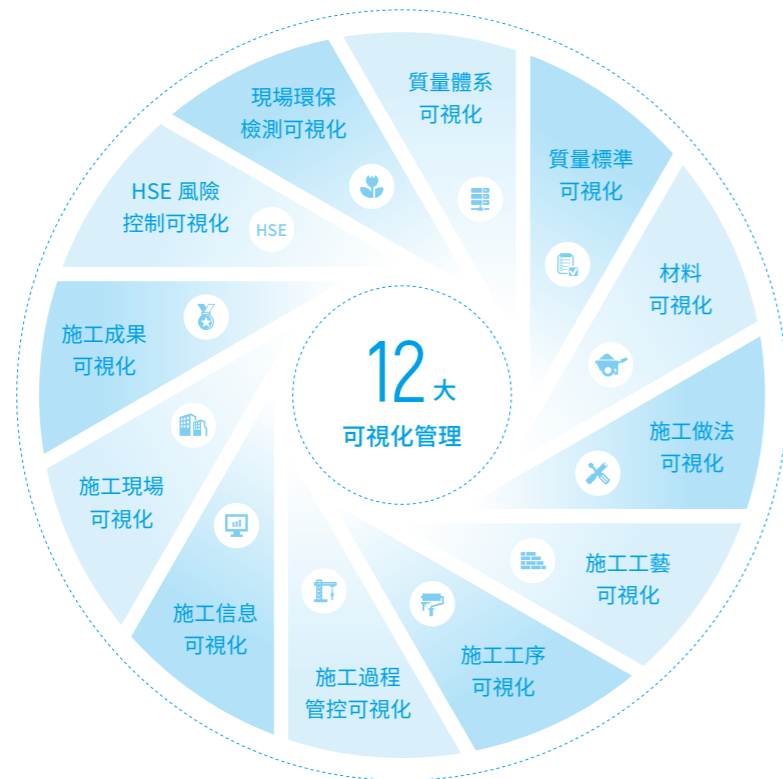 12大
可視化管理
質量體系
可視化
質量標準
可視化
材料
可視化
施工做法
可視化
施工工藝
可視化
施工工序
可視化
施工過程
管控可視化
施工信息
可視化
施工現場
可視化
施工成果
可視化
HSE 風險
控制可視化
HSE
現場環保
檢測可視化